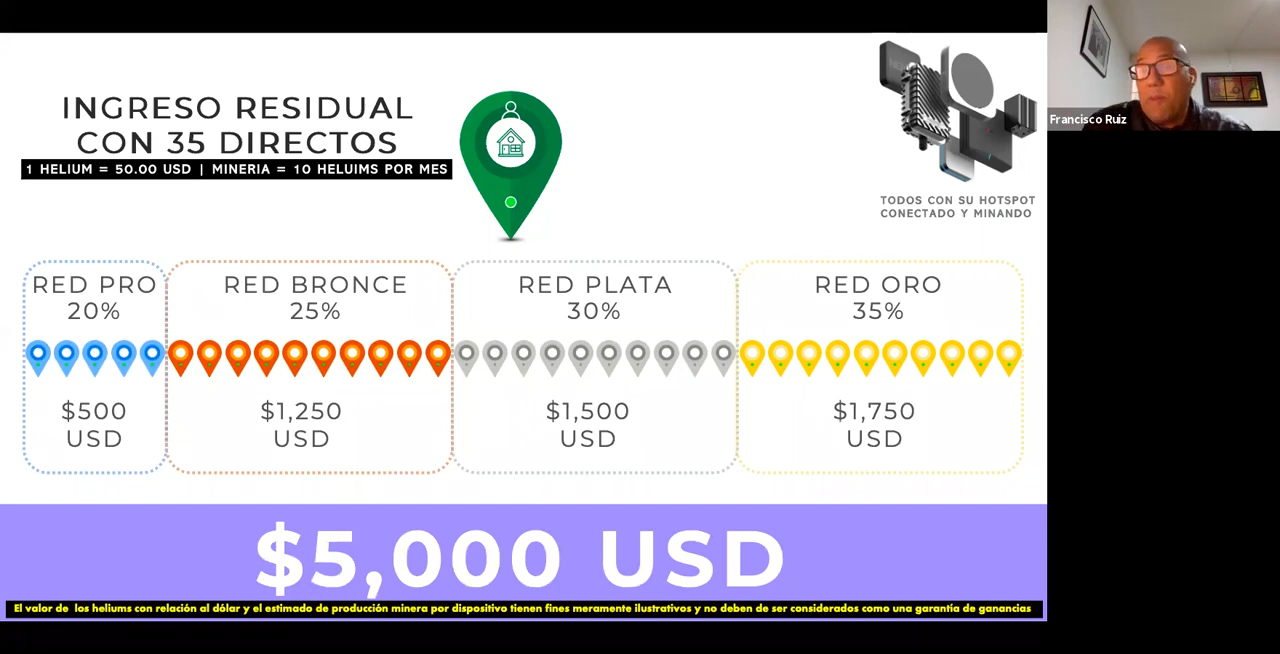 INGRESO RESIDUAL
CON 35 DIRECTOS
1 HELIUM = 50.00 USD | MINERIA = 10 HELUIMS POR MES
TODOS CON SU HOTSPOT
CONECTADO Y MINANDO
Francisco Ruiz
RED PRO
20%
$500
USD
RED BRONCE
25%
$1,250
USD
RED PLATA
30%
$1,500
USD
RED ORO
35%
$1,750
USD
$5,000 USD
El valor de los heliums con relación al dólar y el estimado de producción minera por dispositivo tienen fines meramente ilustrativos y no deben de ser considerados como una garantía de ganancias